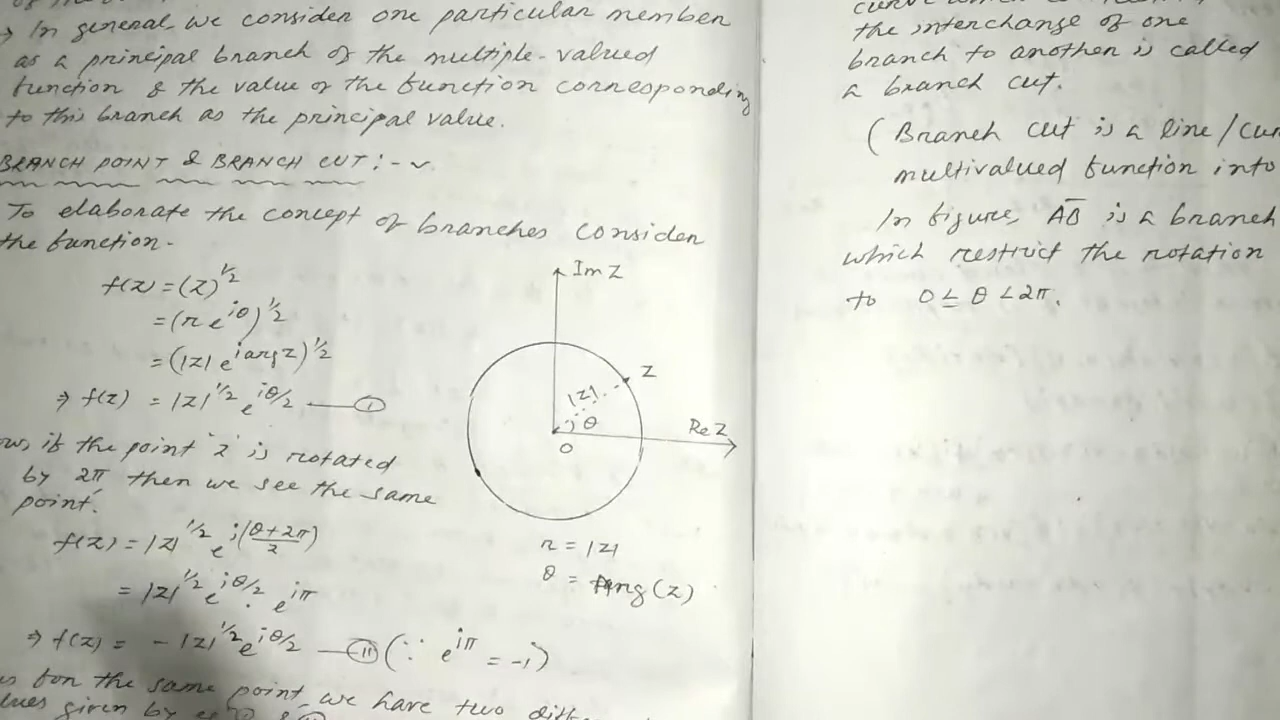 → In general we consider one particular member
as a principal branch of the multiple-valued
function & the value of the function corresponding
to this branch as the principal value.
BRANCH POINT & BRANCH CUT:-
To elaborate the concept of branches consider
the function-
f(z) = (z)^1/2
= (r e^iθ)^1/2
= (|z| e^i arg z)^1/2
⇒ f(z) = |z|^1/2 e^iθ/2 — (I)
if the point 'z' is rotated
by 2π then we see the same
point.
f(z) = |z|^1/2 e^i(θ+2π/2)
= |z|^1/2 e^iθ/2 . e^iπ
⇒ f(z) = - |z|^1/2 e^iθ/2 — (II) (∵ e^iπ = -1)
for the same point, we have two
given by
Im Z
z
|z|
θ
O
Re Z
r = |z|
θ = Arg(z)
the interchange of one
branch to another is called
a branch cut.
(Branch cut is a line/
multivalued function into
In figure, AB is a branch
which restrict the rotation
to 0 ≤ θ < 2π.